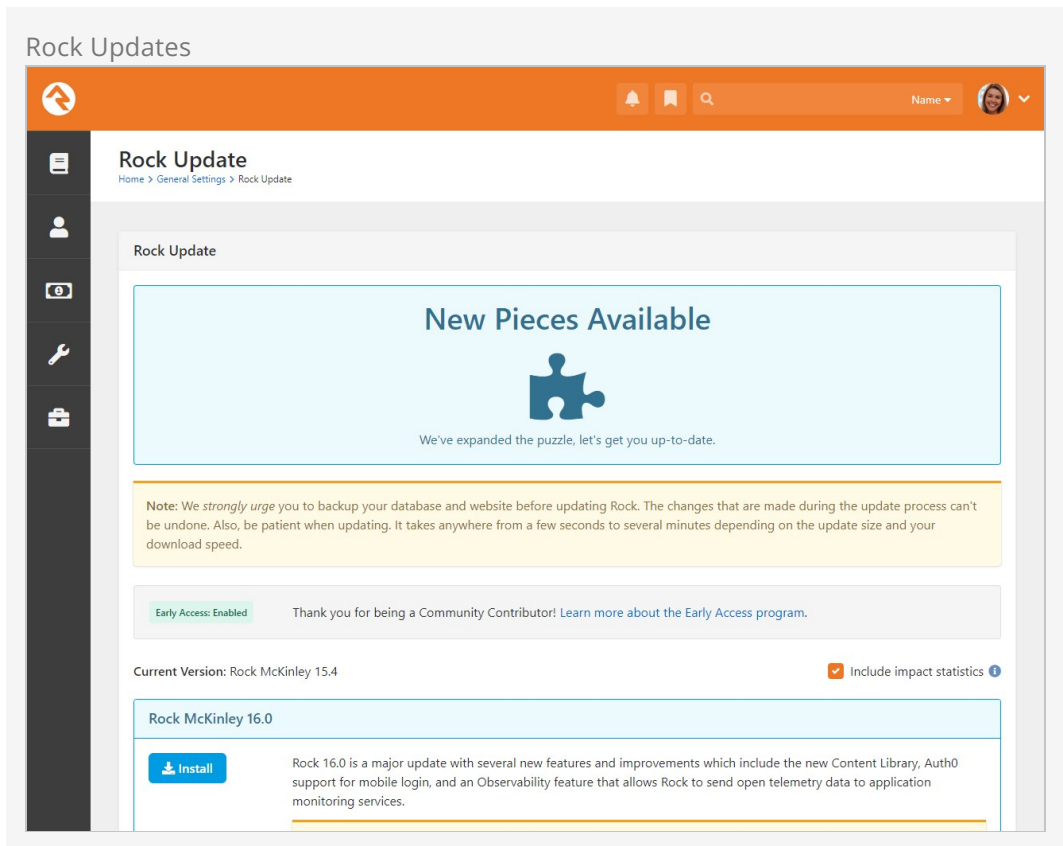 Rock Updates
Name
Rock Update
Home > General Settings > Rock Update
Rock Update
New Pieces Available
We've expanded the puzzle, let's get you up-to-date.
Note: We strongly urge you to backup your database and website before updating Rock. The changes that are made during the update process can't
be undone. Also, be patient when updating. It takes anywhere from a few seconds to several minutes depending on the update size and your
download speed.
Early Access: Enabled Thank you for being a Community Contributor! Learn more about the Early Access program.
Current Version: Rock McKinley 15.4 Include impact statistics
Rock McKinley 16.0
Install Rock 16.0 is a major update with several new features and improvements which include the new Content Library, Auth0
support for mobile login, and an Observability feature that allows Rock to send open telemetry data to application
monitoring services.